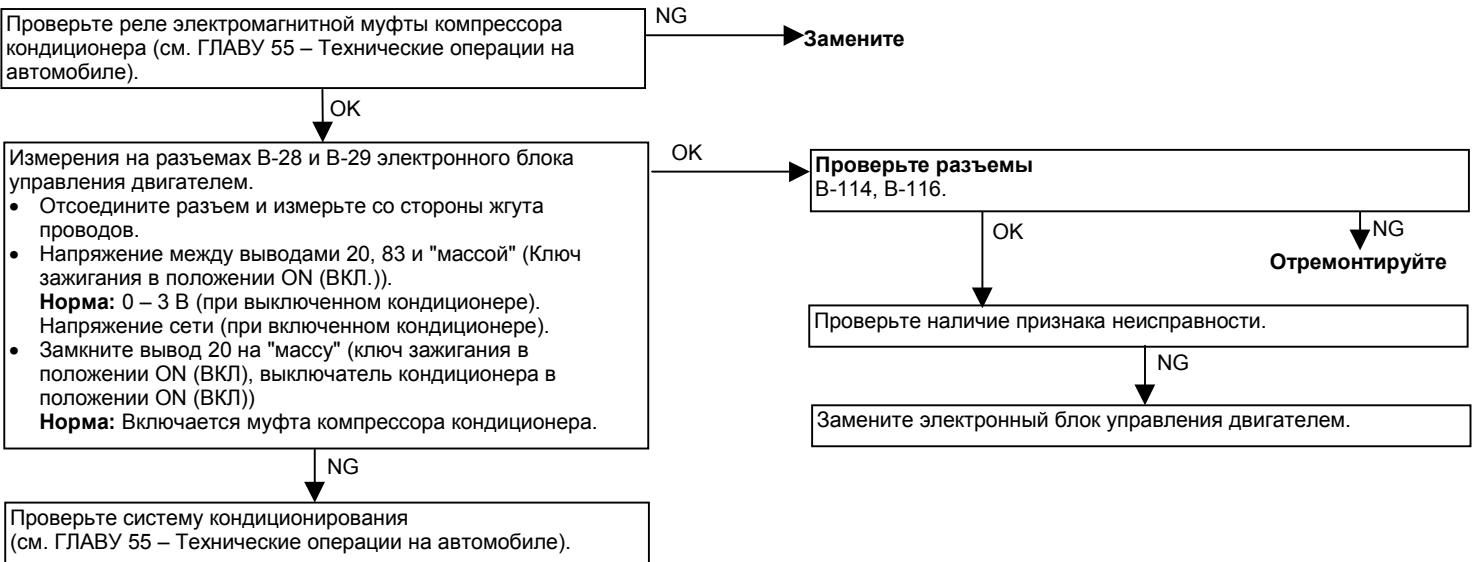 Проверьте реле электромагнитной муфты компрессора
кондиционера (см. ГЛАВУ 55 – Технические операции на
автомобиле).
NG
Замените
OK
Измерения на разъемах B-28 и B-29 электронного блока
управления двигателем.
• Отсоедините разъем и измерьте со стороны жгута
проводов.
• Напряжение между выводами 20, 83 и "массой" (Ключ
зажигания в положении ON (ВКЛ.)).
Норма: 0 – 3 В (при выключенном кондиционере).
Напряжение сети (при включенном кондиционере).
• Замкните вывод 20 на "массу" (ключ зажигания в
положении ON (ВКЛ), выключатель кондиционера в
положении ON (ВКЛ))
Норма: Включается муфта компрессора кондиционера.
OK
Проверьте разъемы
B-114, B-116.
OK
NG
Отремонтируйте
Проверьте наличие признака неисправности.
NG
Замените электронный блок управления двигателем.
NG
Проверьте систему кондиционирования
(см. ГЛАВУ 55 – Технические операции на автомобиле).